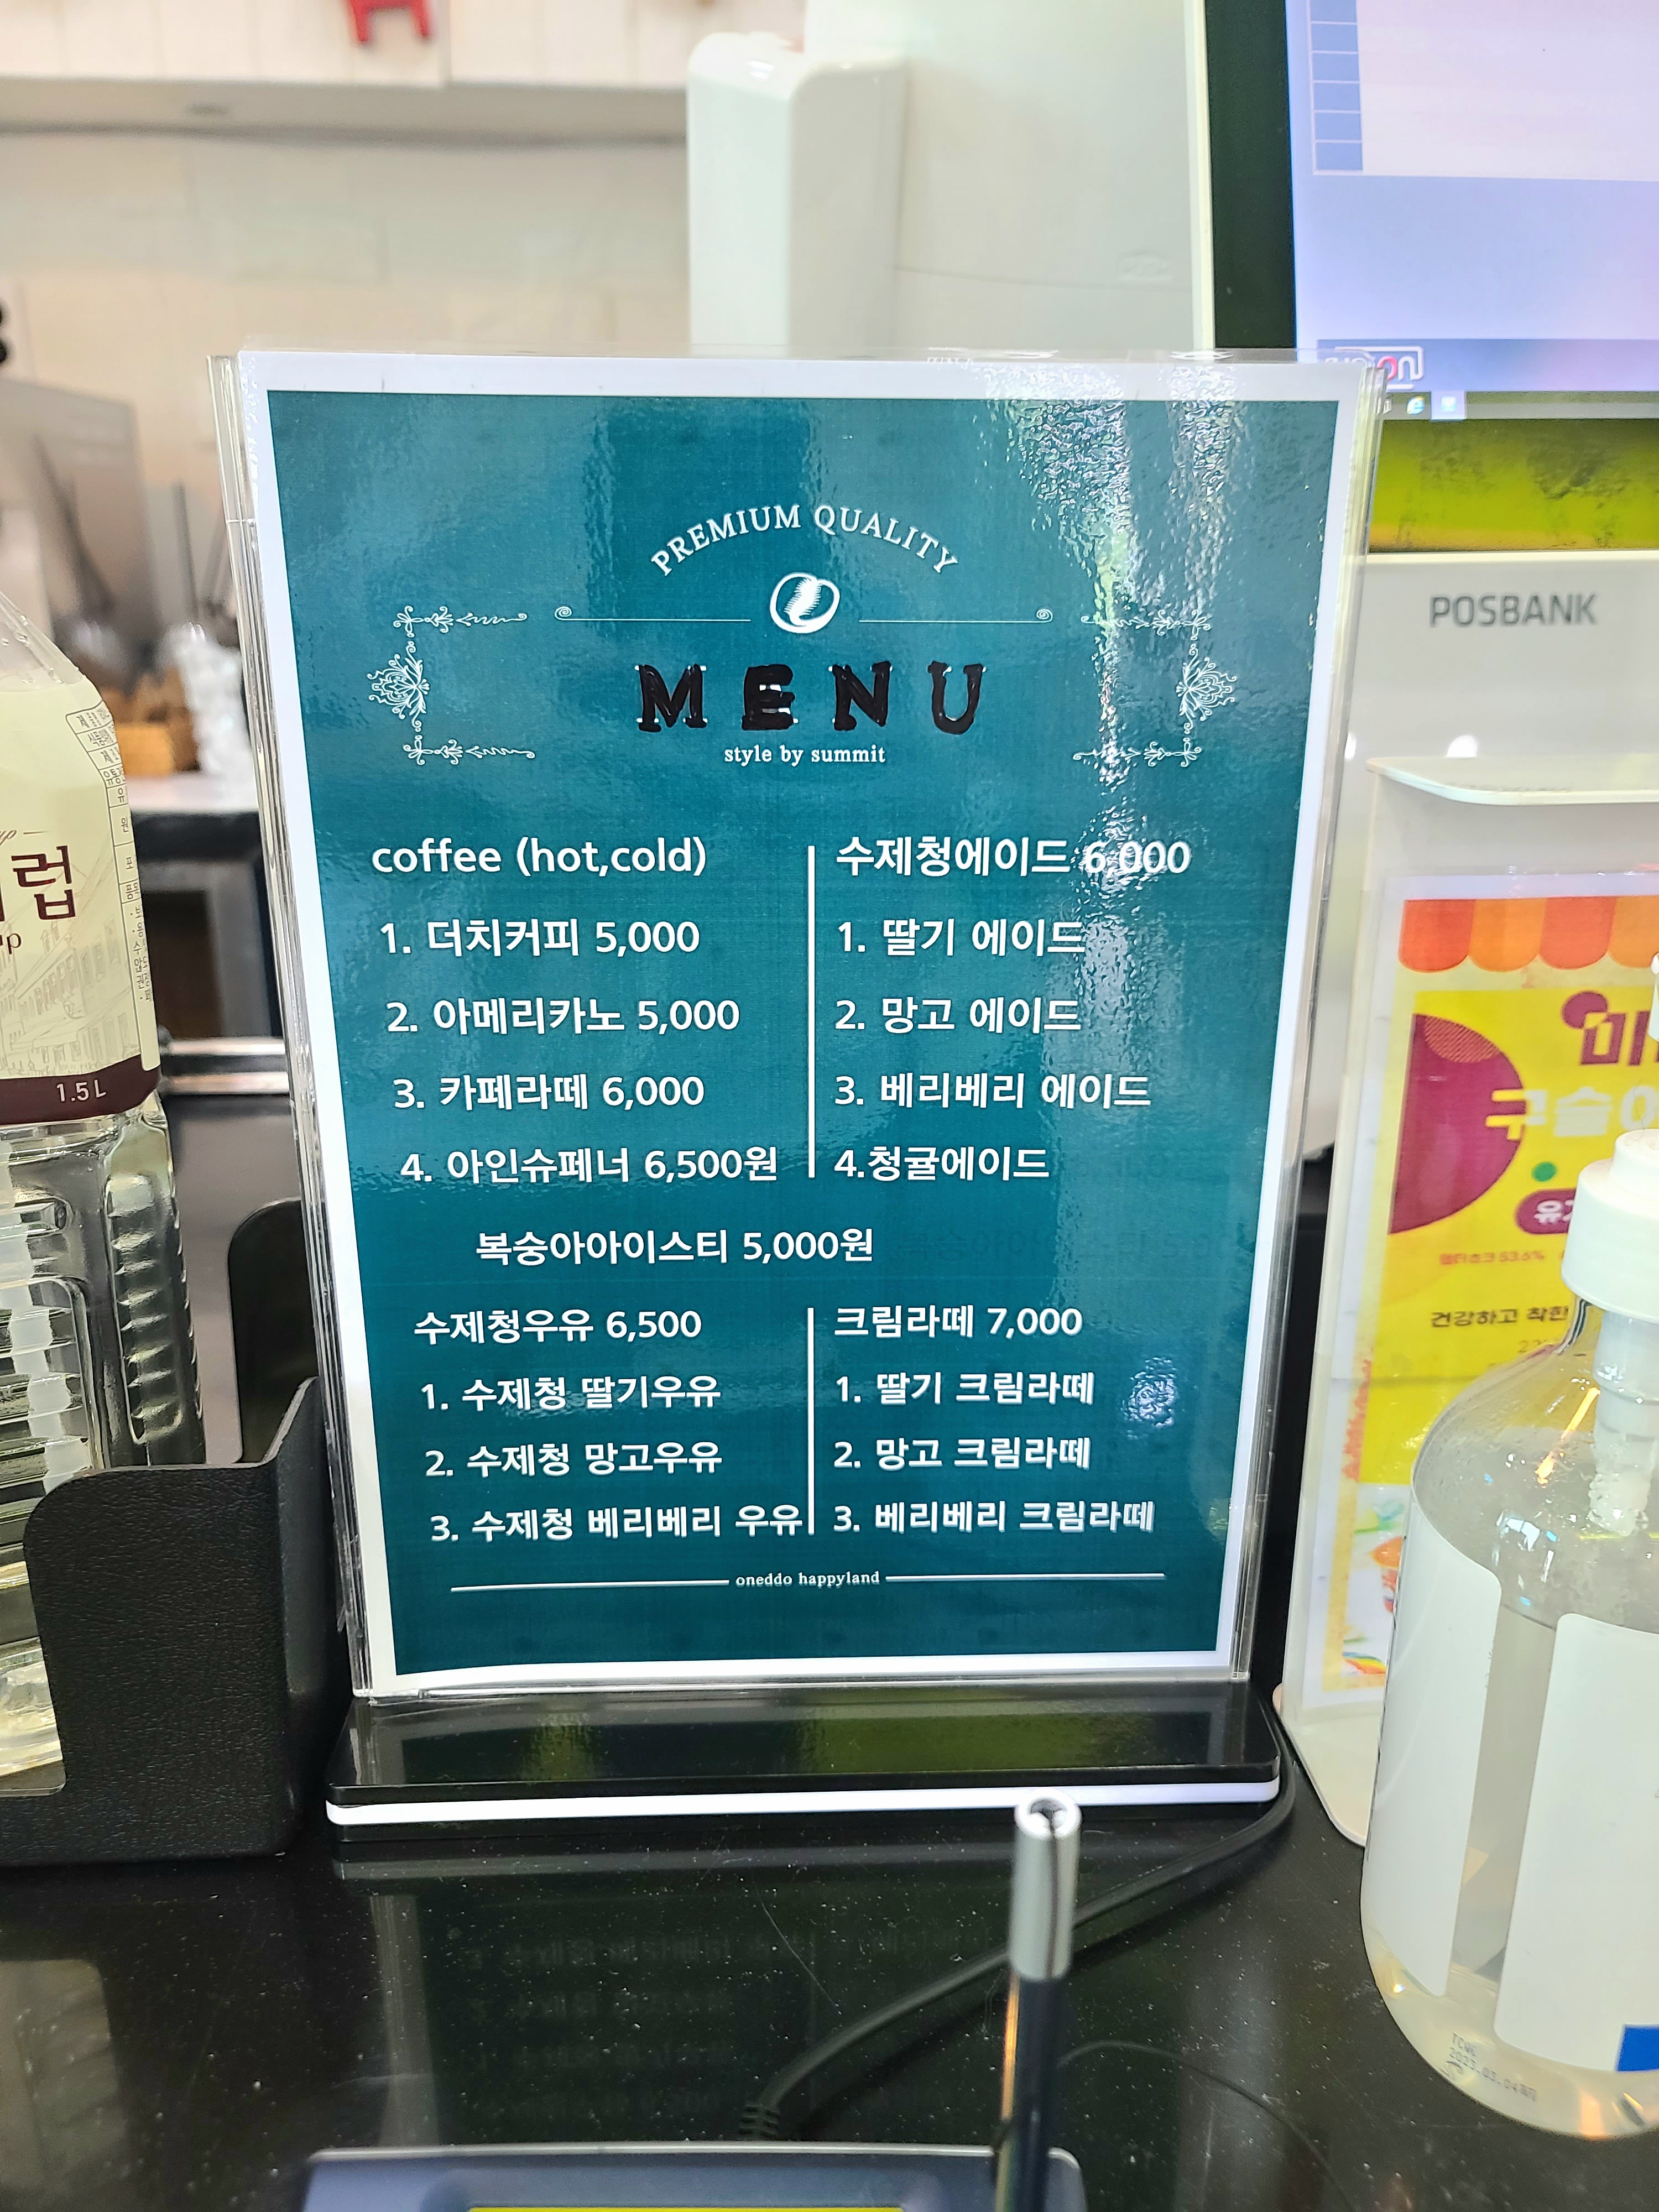 PREMIUM QUALITY
MENU
style by summit
coffee (hot,cold)
1. 더치커피 5,000
2. 아메리카노 5,000
3. 카페라떼 6,000
4. 아인슈페너 6,500원
수제청에이드 6,000
1. 딸기 에이드
2. 망고 에이드
3. 베리베리 에이드
4.청귤에이드
복숭아아이스티 5,000원
수제청우유 6,500
1. 수제청 딸기우유
2. 수제청 망고우유
3. 수제청 베리베리 우유
크림라떼 7,000
1. 딸기 크림라떼
2. 망고 크림라떼
3. 베리베리 크림라떼
oneddo happyland
POSBANK
1.5L
건강하고 착한